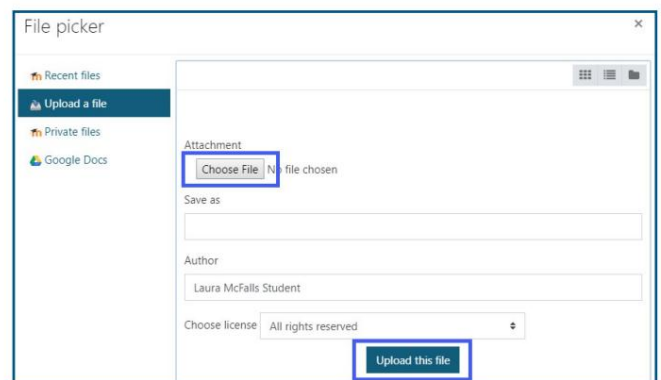 File picker ×
Recent files
Upload a file
Private files
Google Docs
Attachment
Choose File No file chosen
Save as
Author
Laura McFalls Student
Choose license All rights reserved
Upload this file